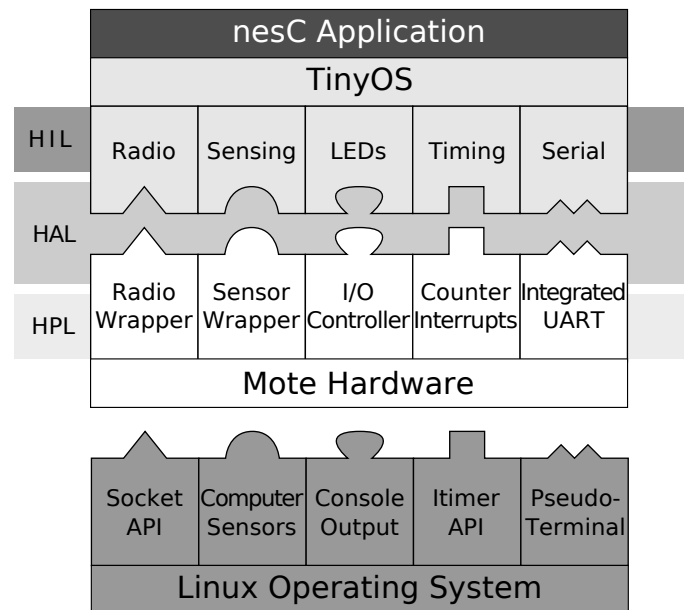 nesC Application
TinyOS
HIL
Radio
Sensing
LEDs
Timing
Serial
HAL
HPL
Radio
Wrapper
Sensor
Wrapper
I/O
Controller
Counter
Interrupts
Integrated
UART
Mote Hardware
Socket
API
Computer
Sensors
Console
Output
Itimer
API
Pseudo-
Terminal
Linux Operating System